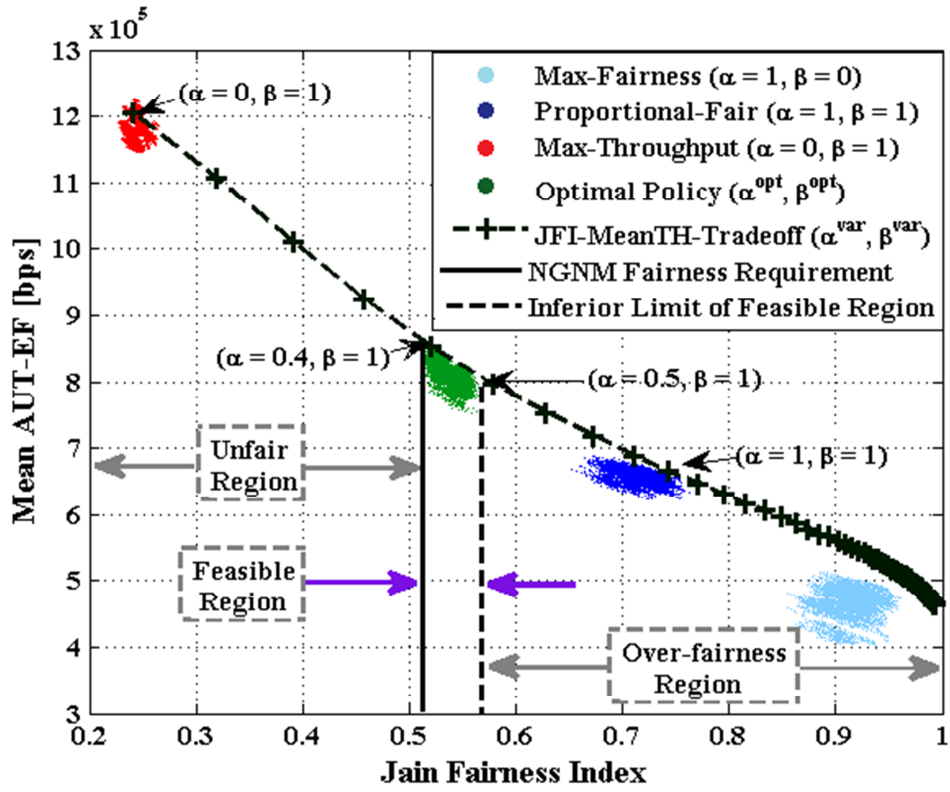 x 10⁵
13
12
11
10
9
8
7
6
5
4
3
Mean AUT-EF [bps]
(α = 0, β = 1)
Max-Fairness (α = 1, β = 0)
Proportional-Fair (α = 1, β = 1)
Max-Throughput (α = 0, β = 1)
Optimal Policy (α^opt, β^opt)
JFI-MeanTH-Tradeoff (α^var, β^var)
NGNM Fairness Requirement
Inferior Limit of Feasible Region
(α = 0.4, β = 1)
(α = 0.5, β = 1)
(α = 1, β = 1)
Unfair
Region
Feasible
Region
Over-fairness
Region
0.2 0.3 0.4 0.5 0.6 0.7 0.8 0.9 1
Jain Fairness Index